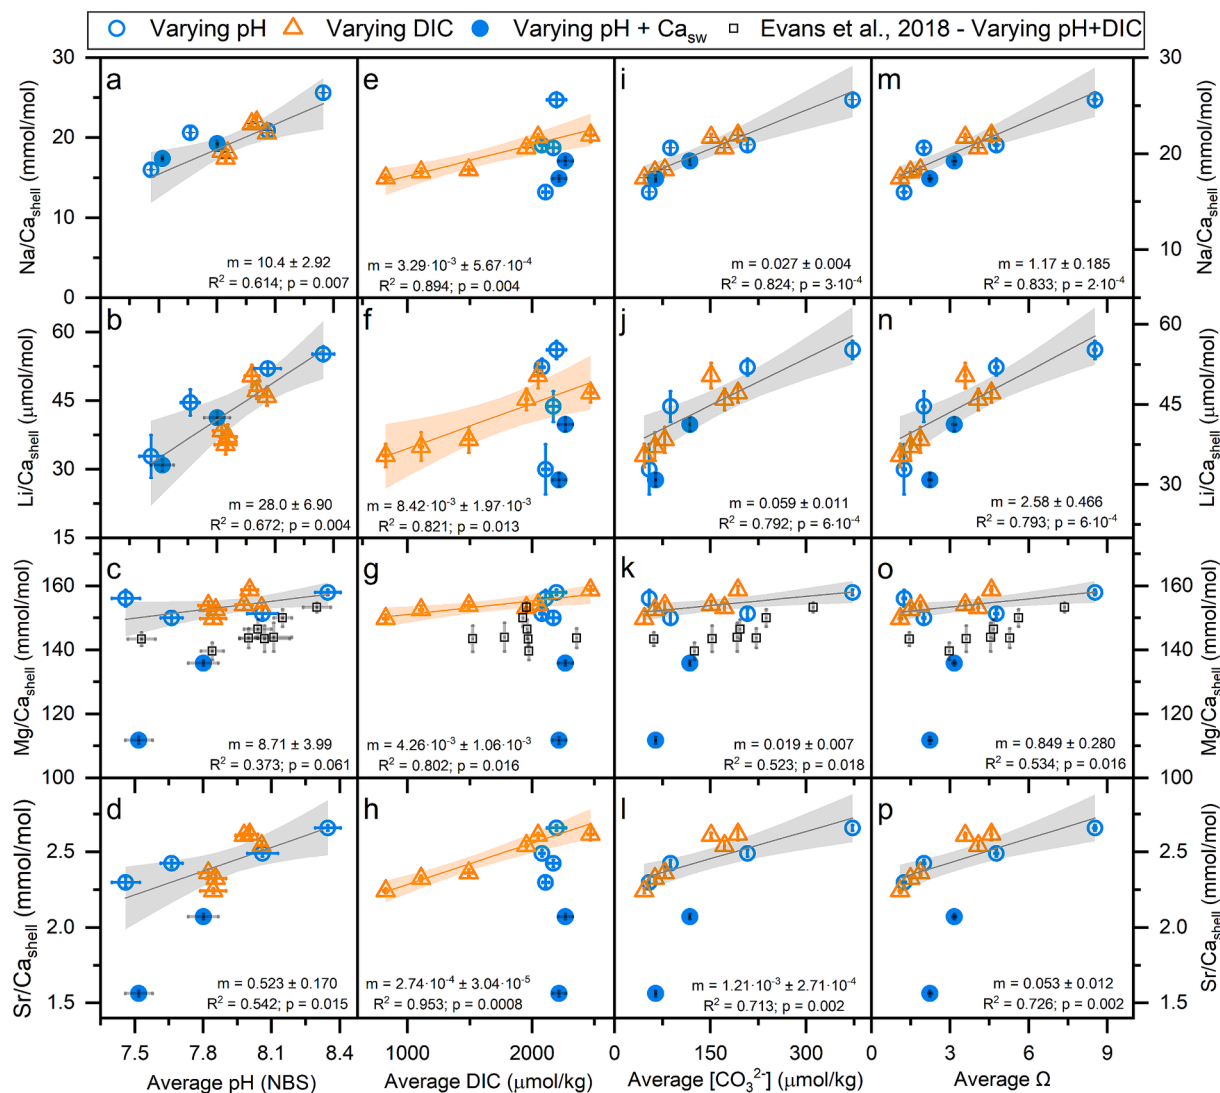 Varying pH Varying DIC Varying pH + Ca_sw Evans et al., 2018 - Varying pH+DIC
30 a e i m 30
Na/Ca_shell (mmol/mol)
20
10
0
m = 10.4 ± 2.92
R² = 0.614; p = 0.007
m = 3.29·10⁻³ ± 5.67·10⁻⁴
R² = 0.894; p = 0.004
m = 0.027 ± 0.004
R² = 0.824; p = 3·10⁻⁴
m = 1.17 ± 0.185
R² = 0.833; p = 2·10⁻⁴
20
10
Na/Ca_shell (mmol/mol)
b f j n
Li/Ca_shell (μmol/mol)
60
45
30
15
m = 28.0 ± 6.90
R² = 0.672; p = 0.004
m = 8.42·10⁻³ ± 1.97·10⁻³
R² = 0.821; p = 0.013
m = 0.059 ± 0.011
R² = 0.792; p = 6·10⁻⁴
m = 2.58 ± 0.466
R² = 0.793; p = 6·10⁻⁴
60
45
30
Li/Ca_shell (μmol/mol)
c g k o
Mg/Ca_shell (mmol/mol)
160
140
120
100
m = 8.71 ± 3.99
R² = 0.373; p = 0.061
m = 4.26·10⁻³ ± 1.06·10⁻³
R² = 0.802; p = 0.016
m = 0.019 ± 0.007
R² = 0.523; p = 0.018
m = 0.849 ± 0.280
R² = 0.534; p = 0.016
160
140
120
100
Mg/Ca_shell (mmol/mol)
d h l p
Sr/Ca_shell (mmol/mol)
2.5
2.0
1.5
m = 0.523 ± 0.170
R² = 0.542; p = 0.015
m = 2.74·10⁻⁴ ± 3.04·10⁻⁵
R² = 0.953; p = 0.0008
m = 1.21·10⁻³ ± 2.71·10⁻⁴
R² = 0.713; p = 0.002
m = 0.053 ± 0.012
R² = 0.726; p = 0.002
2.5
2.0
1.5
Sr/Ca_shell (mmol/mol)
7.5 7.8 8.1 8.4 1000 2000 0 150 300 0 3 6 9
Average pH (NBS) Average DIC (μmol/kg) Average [CO₃²⁻] (μmol/kg) Average Ω